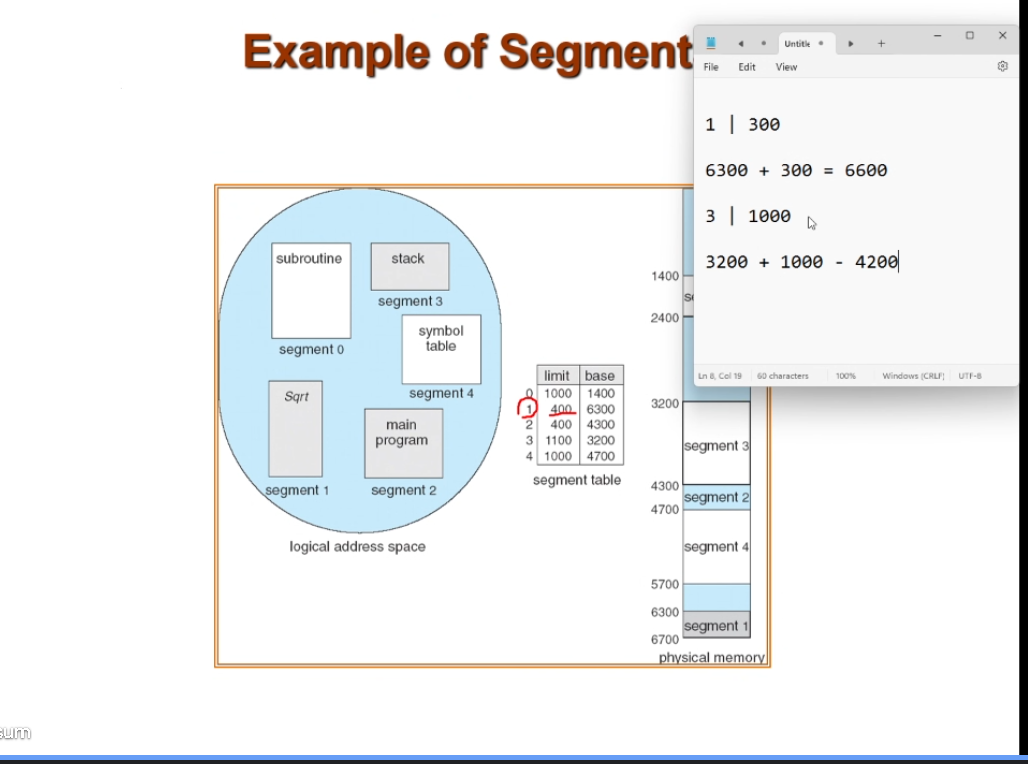 Example of Segment
Untitle
File Edit View
1 | 300
6300 + 300 = 6600
3 | 1000
3200 + 1000 - 4200
Ln 8, Col 19 60 characters 100% Windows (CRLF) UTF-8
subroutine
segment 0
stack
segment 3
symbol
table
segment 4
Sqrt
segment 1
main
program
segment 2
logical address space
limit base
0 1000 1400
1 400 6300
2 400 4300
3 1100 3200
4 1000 4700
segment table
1400
2400
3200
segment 3
4300
segment 2
4700
segment 4
5700
6300
segment 1
6700
physical memory